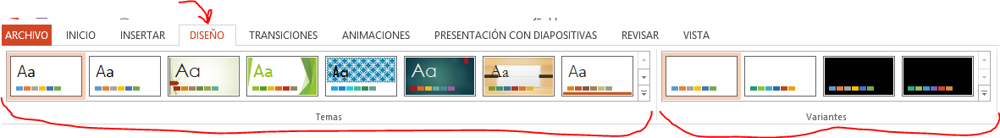 ARCHIVO INICIO INSERTAR DISEÑO TRANSICIONES ANIMACIONES PRESENTACIÓN CON DIAPOSITIVAS REVISAR VISTA
Aa Aa Aa Aa Aa Aa Aa Aa
Temas Variantes